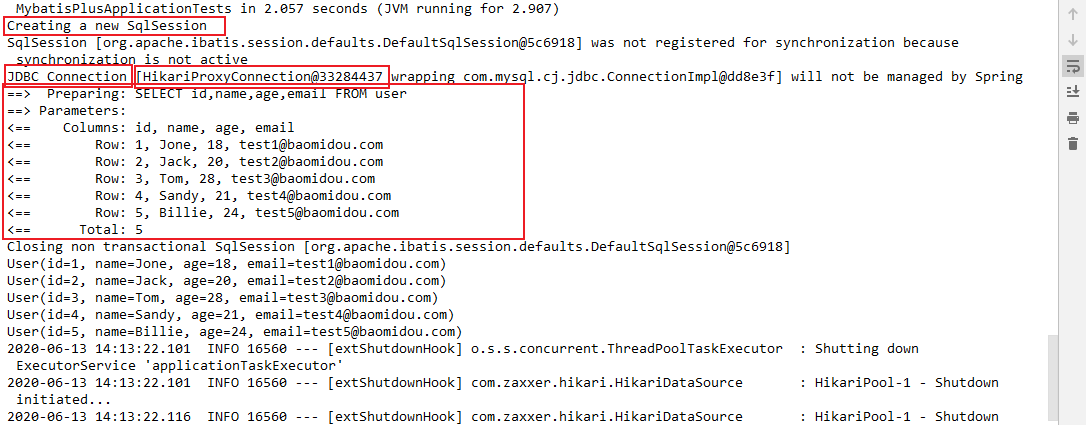 MybatisPlusApplicationTests in 2.057 seconds (JVM running for 2.907)
Creating a new SqlSession
SqlSession [org.apache.ibatis.session.defaults.DefaultSqlSession@5c6918] was not registered for synchronization because
synchronization is not active
JDBC Connection [HikariProxyConnection@33284437 wrapping com.mysql.cj.jdbc.ConnectionImpl@dd8e3f] will not be managed by Spring
==>  Preparing: SELECT id,name,age,email FROM user
==> Parameters:
<==    Columns: id, name, age, email
<==        Row: 1, Jone, 18, test1@baomidou.com
<==        Row: 2, Jack, 20, test2@baomidou.com
<==        Row: 3, Tom, 28, test3@baomidou.com
<==        Row: 4, Sandy, 21, test4@baomidou.com
<==        Row: 5, Billie, 24, test5@baomidou.com
<==      Total: 5
Closing non transactional SqlSession [org.apache.ibatis.session.defaults.DefaultSqlSession@5c6918]
User(id=1, name=Jone, age=18, email=test1@baomidou.com)
User(id=2, name=Jack, age=20, email=test2@baomidou.com)
User(id=3, name=Tom, age=28, email=test3@baomidou.com)
User(id=4, name=Sandy, age=21, email=test4@baomidou.com)
User(id=5, name=Billie, age=24, email=test5@baomidou.com)
2020-06-13 14:13:22.101  INFO 16560 --- [extShutdownHook] o.s.s.concurrent.ThreadPoolTaskExecutor  : Shutting down
ExecutorService 'applicationTaskExecutor'
2020-06-13 14:13:22.101  INFO 16560 --- [extShutdownHook] com.zaxxer.hikari.HikariDataSource       : HikariPool-1 - Shutdown
initiated...
2020-06-13 14:13:22.116  INFO 16560 --- [extShutdownHook] com.zaxxer.hikari.HikariDataSource       : HikariPool-1 - Shutdown